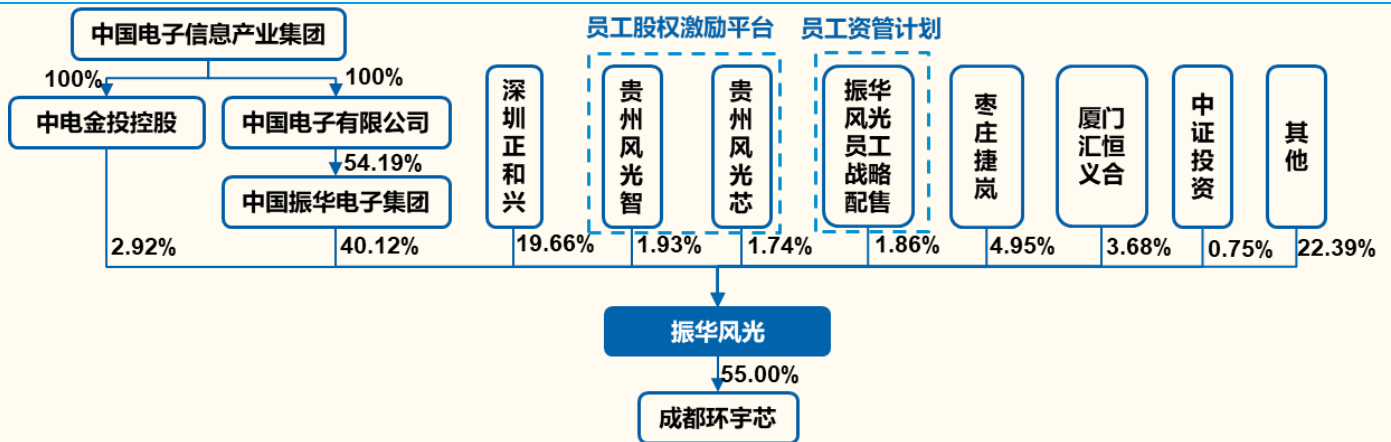 中国电子信息产业集团
员工股权激励平台
员工资管计划
100%
100%
中电金投控股
中国电子有限公司
54.19%
中国振华电子集团
深圳正和兴
贵州风光智
贵州风光芯
振华
风光
员工
战略
配售
枣庄捷岚
厦门
汇恒
义合
中证投资
其他
2.92%
40.12%
19.66%
1.93%
1.74%
1.86%
4.95%
3.68%
0.75%
22.39%
振华风光
55.00%
成都环宇芯